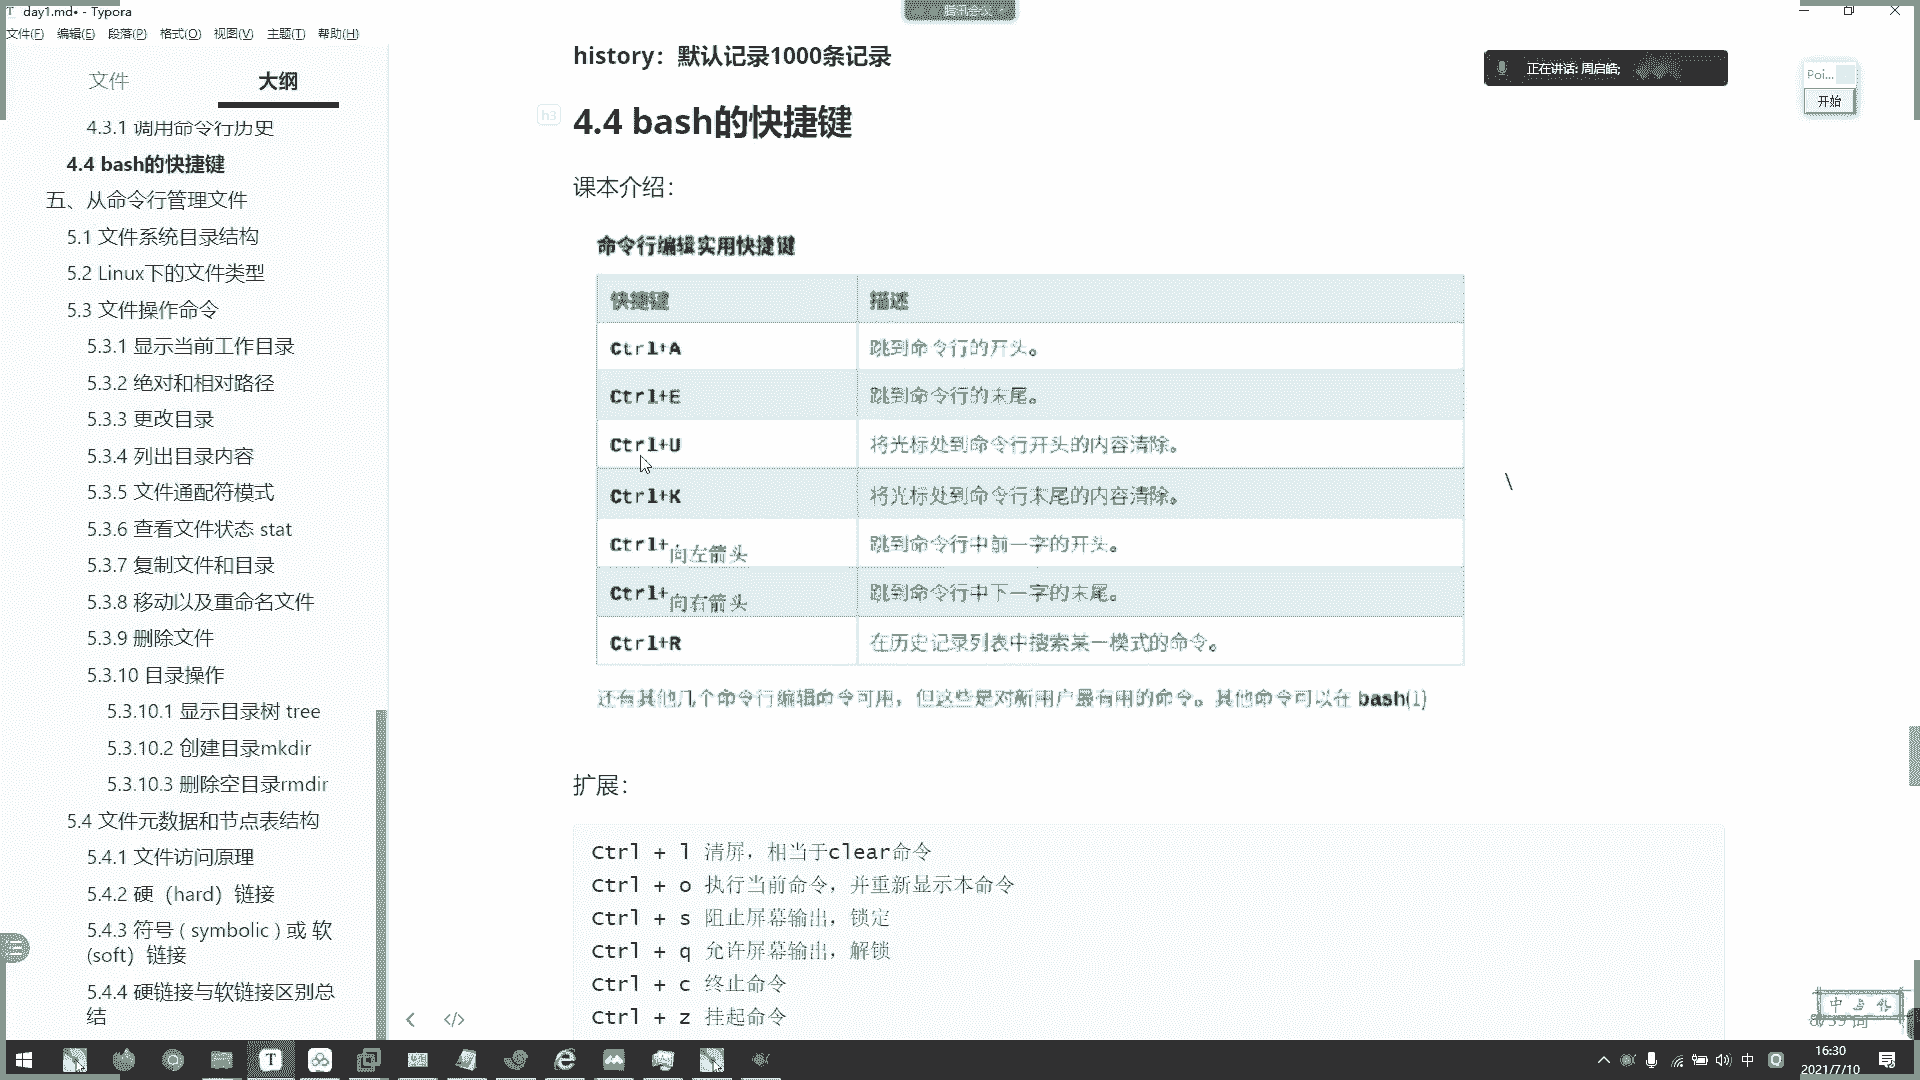 day1.md• - Typora
腾讯会议
文件(F) 编辑(E) 段落(P) 格式(O) 视图(V) 主题(T) 帮助(H)
文件 大纲
4.3.1 调用命令行历史
4.4 bash的快捷键
五、从命令行管理文件
5.1 文件系统目录结构
5.2 Linux下的文件类型
5.3 文件操作命令
5.3.1 显示当前工作目录
5.3.2 绝对和相对路径
5.3.3 更改目录
5.3.4 列出目录内容
5.3.5 文件通配符模式
5.3.6 查看文件状态 stat
5.3.7 复制文件和目录
5.3.8 移动以及重命名文件
5.3.9 删除文件
5.3.10 目录操作
5.3.10.1 显示目录树 tree
5.3.10.2 创建目录mkdir
5.3.10.3 删除空目录rmdir
5.4 文件元数据和节点表结构
5.4.1 文件访问原理
5.4.2 硬（hard）链接
5.4.3 符号 ( symbolic ) 或 软
(soft）链接
5.4.4 硬链接与软链接区别总
结
history：默认记录1000条记录
h3
4.4 bash的快捷键
课本介绍：
命令行编辑实用快捷键
快捷键 描述
Ctrl+A 跳到命令行的开头。
Ctrl+E 跳到命令行的末尾。
Ctrl+U 将光标处到命令行开头的内容清除。
Ctrl+K 将光标处到命令行末尾的内容清除。
Ctrl+向左箭头 跳到命令行中前一字的开头。
Ctrl+向右箭头 跳到命令行中下一字的末尾。
Ctrl+R 在历史记录列表中搜索某一模式的命令。
还有其他几个命令行编辑命令可用，但这些是对新用户最有用的命令。其他命令可以在 bash(1)
\
扩展：
Ctrl + l 清屏，相当于clear命令
Ctrl + o 执行当前命令，并重新显示本命令
Ctrl + s 阻止屏幕输出，锁定
Ctrl + q 允许屏幕输出，解锁
Ctrl + c 终止命令
Ctrl + z 挂起命令
正在讲话: 周启皓;
Poi...
开始
中
16:30
2021/7/10